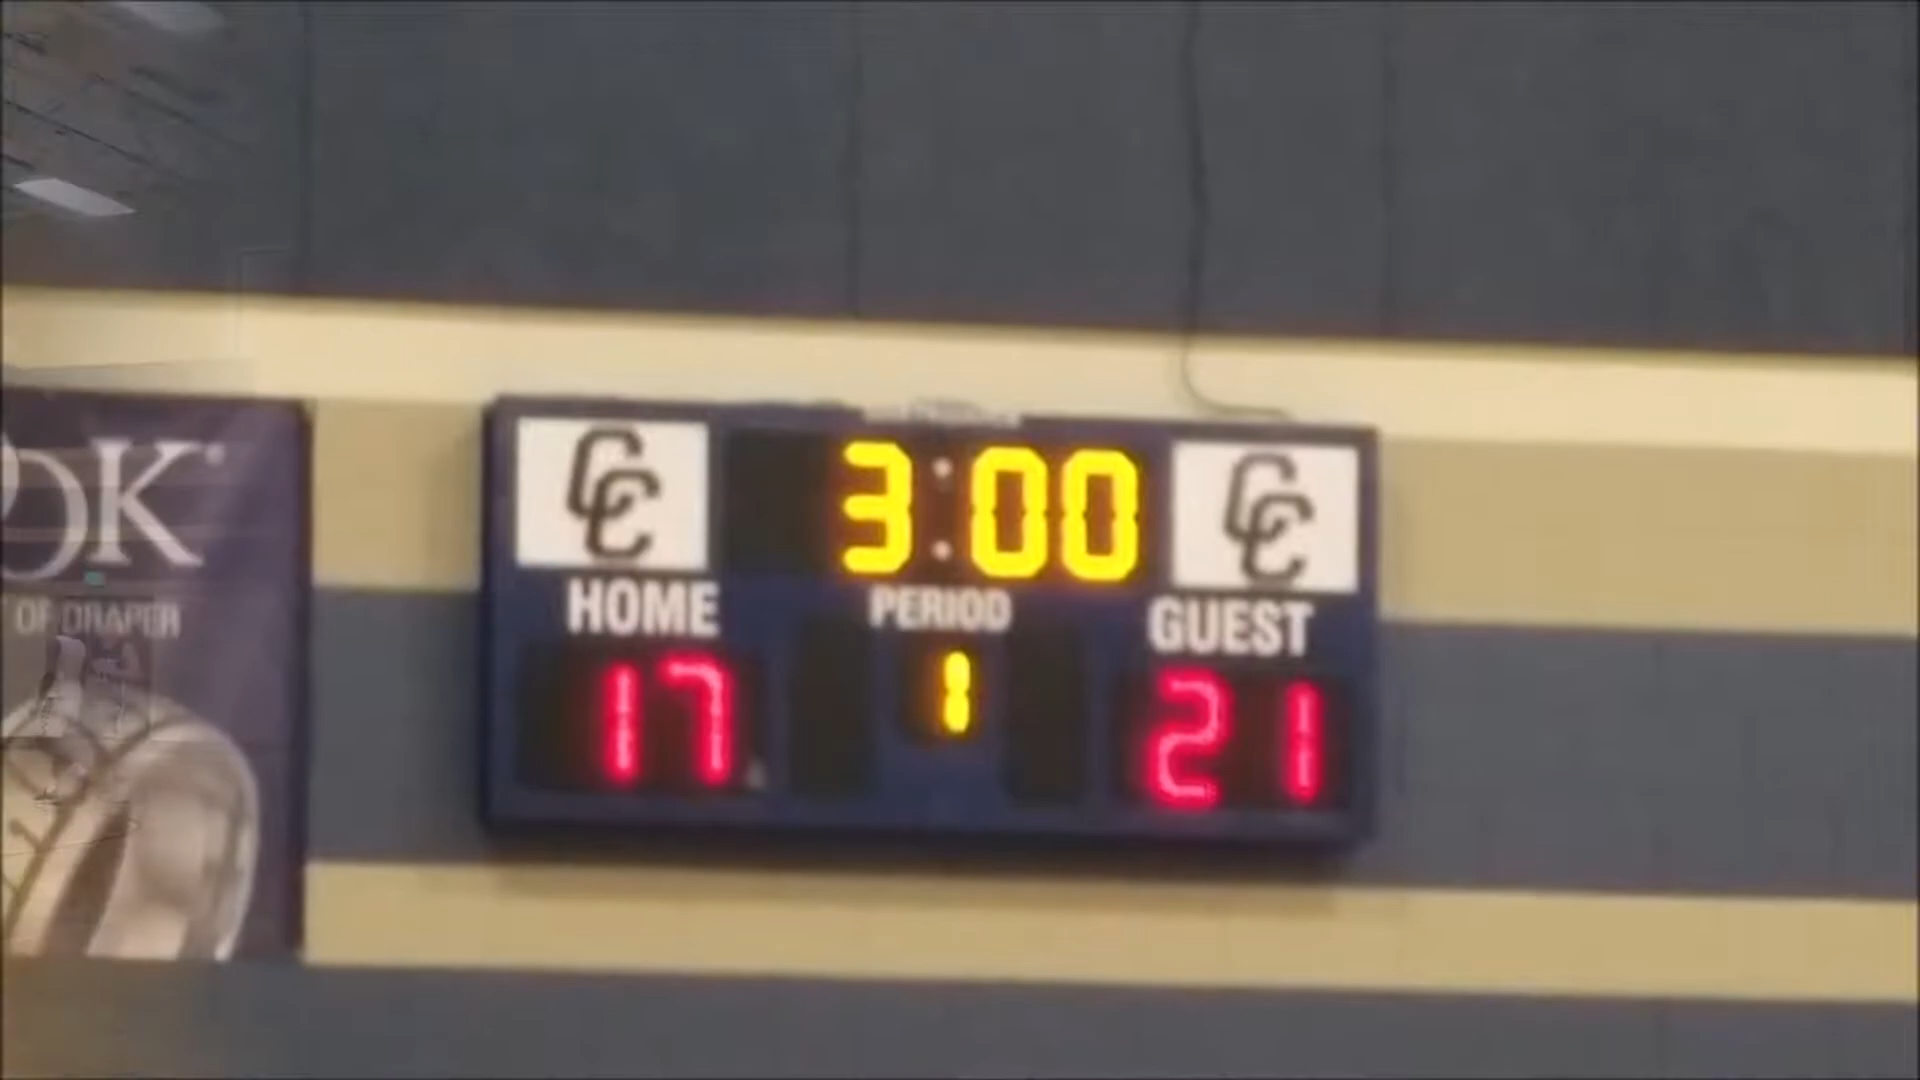 OK
OF DRAPER
CC 3:00 CC
HOME PERIOD GUEST
17 1 21